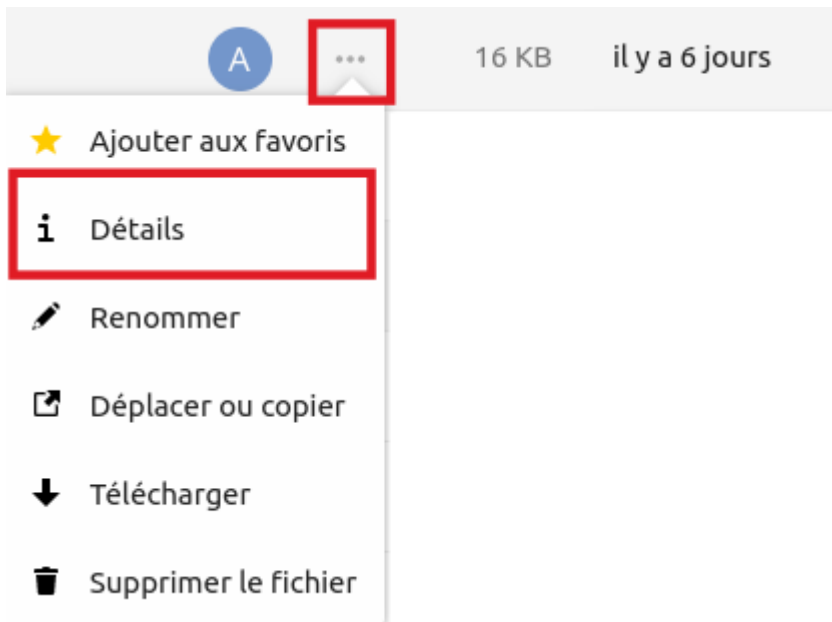 A ... 16 KB il y a 6 jours
Ajouter aux favoris
i Détails
Renommer
Déplacer ou copier
Télécharger
Supprimer le fichier